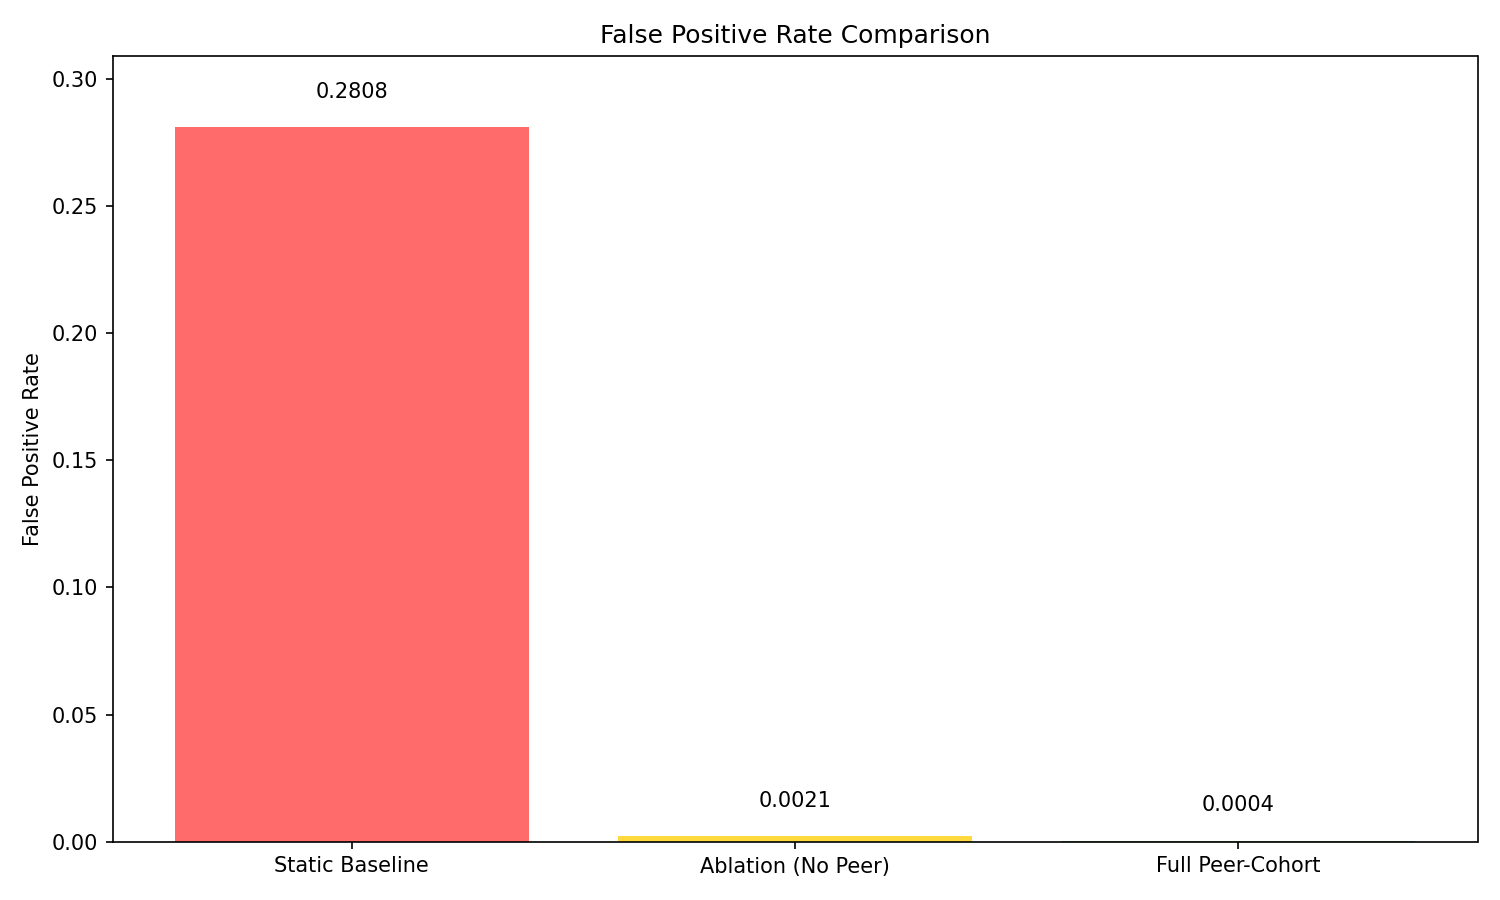 False Positive Rate Comparison
False Positive Rate
0.30
0.25
0.20
0.15
0.10
0.05
0.00
0.2808
0.0021
0.0004
Static Baseline
Ablation (No Peer)
Full Peer-Cohort